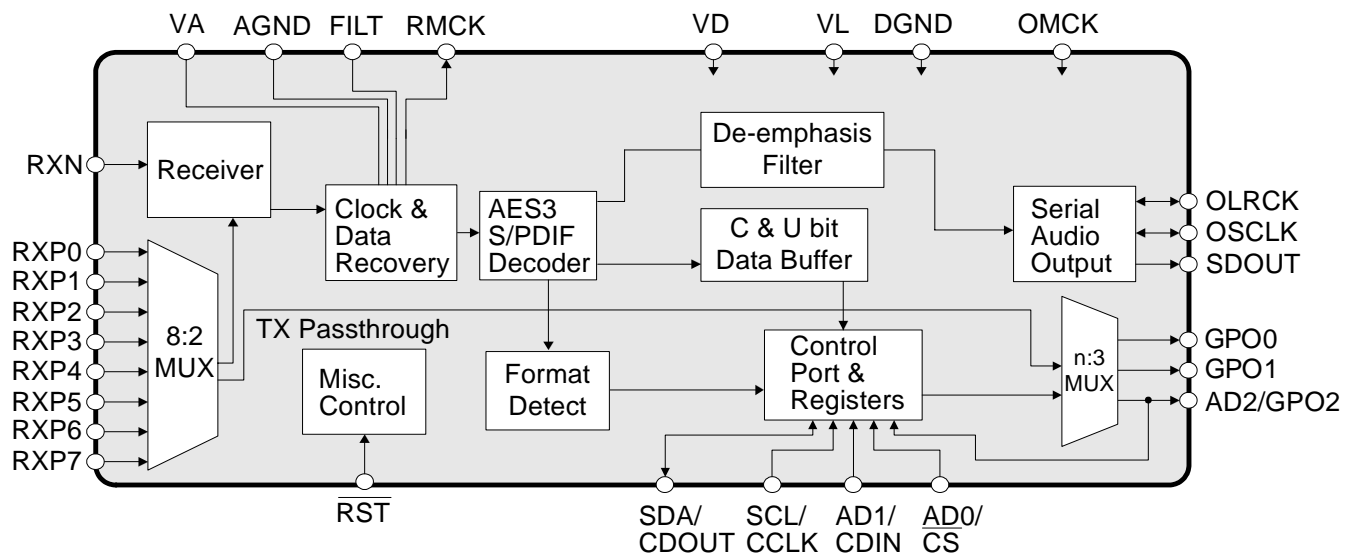 VA AGND FILT RMCK VD VL DGND OMCK
RXN
Receiver
Clock &
Data
Recovery
AES3
S/PDIF
Decoder
De-emphasis
Filter
C & U bit
Data Buffer
Serial
Audio
Output
OLRCK
OSCLK
SDOUT
RXP0
RXP1
RXP2
RXP3
RXP4
RXP5
RXP6
RXP7
8:2
MUX
TX Passthrough
Misc.
Control
Format
Detect
Control
Port &
Registers
n:3
MUX
GPO0
GPO1
AD2/GPO2
RST
SDA/
CDOUT
SCL/
CCLK
AD1/
CDIN
AD0/
CS